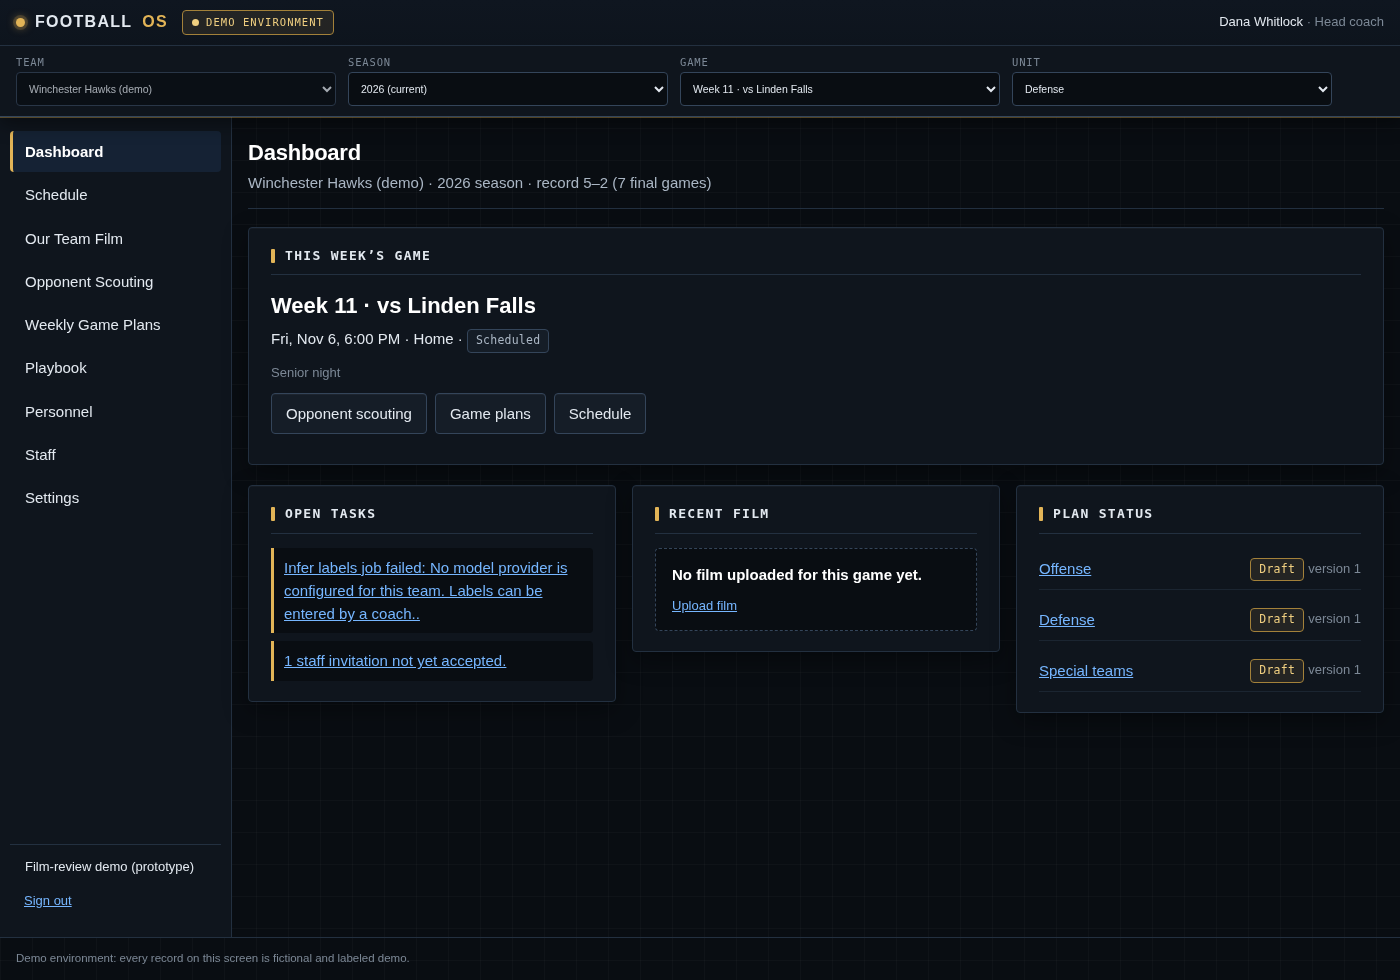 FOOTBALL OS
DEMO ENVIRONMENT
Dana Whitlock · Head coach
TEAM
Winchester Hawks (demo)
SEASON
2026 (current)
GAME
Week 11 · vs Linden Falls
UNIT
Defense
Dashboard
Schedule
Our Team Film
Opponent Scouting
Weekly Game Plans
Playbook
Personnel
Staff
Settings
Film-review demo (prototype)
Sign out
Dashboard
Winchester Hawks (demo) · 2026 season · record 5–2 (7 final games)
THIS WEEK’S GAME
Week 11 · vs Linden Falls
Fri, Nov 6, 6:00 PM · Home · Scheduled
Senior night
Opponent scouting
Game plans
Schedule
OPEN TASKS
Infer labels job failed: No model provider is
configured for this team. Labels can be
entered by a coach..
1 staff invitation not yet accepted.
RECENT FILM
No film uploaded for this game yet.
Upload film
PLAN STATUS
Offense Draft version 1
Defense Draft version 1
Special teams Draft version 1
Demo environment: every record on this screen is fictional and labeled demo.